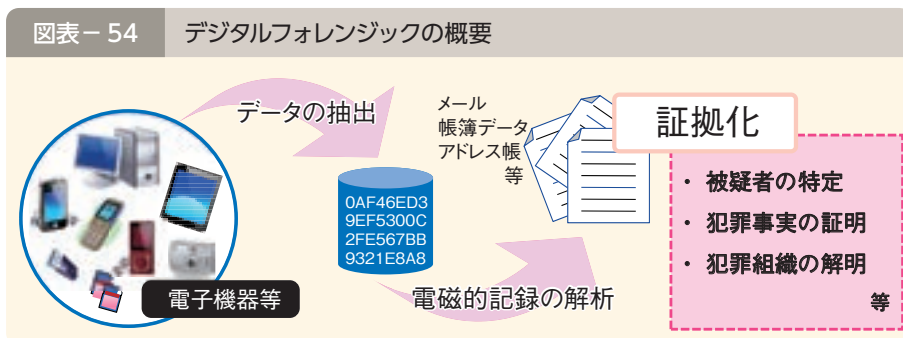 図表－54
デジタルフォレンジックの概要
データの抽出
メール
帳簿データ
アドレス帳
等
証拠化
0AF46ED3
9EF5300C
2FE567BB
9321E8A8
・ 被疑者の特定
・ 犯罪事実の証明
・ 犯罪組織の解明
等
電子機器等
電磁的記録の解析